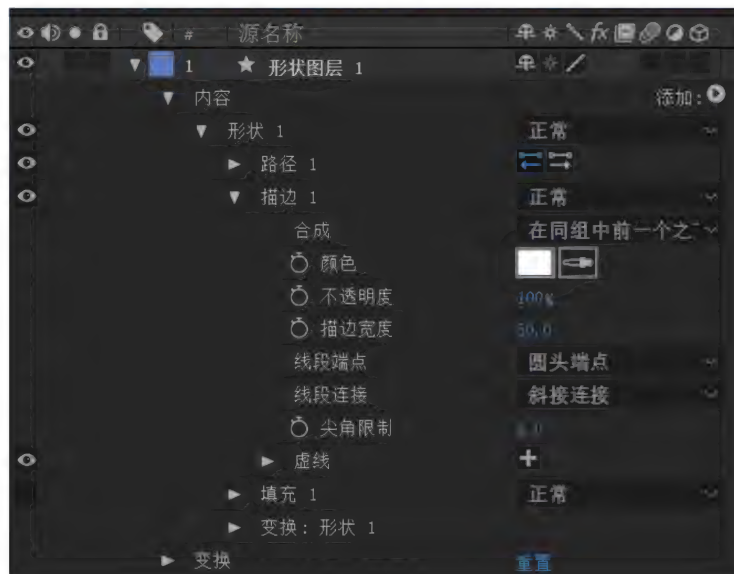 # 源名称 fx
1 ★ 形状图层 1
内容 添加:
形状 1 正常
路径 1
描边 1 正常
合成 在同组中前一个之
颜色
不透明度 100%
描边宽度 50.0
线段端点 圆头端点
线段连接 斜接连接
尖角限制
虚线 +
填充 1 正常
变换: 形状 1
变换 重置